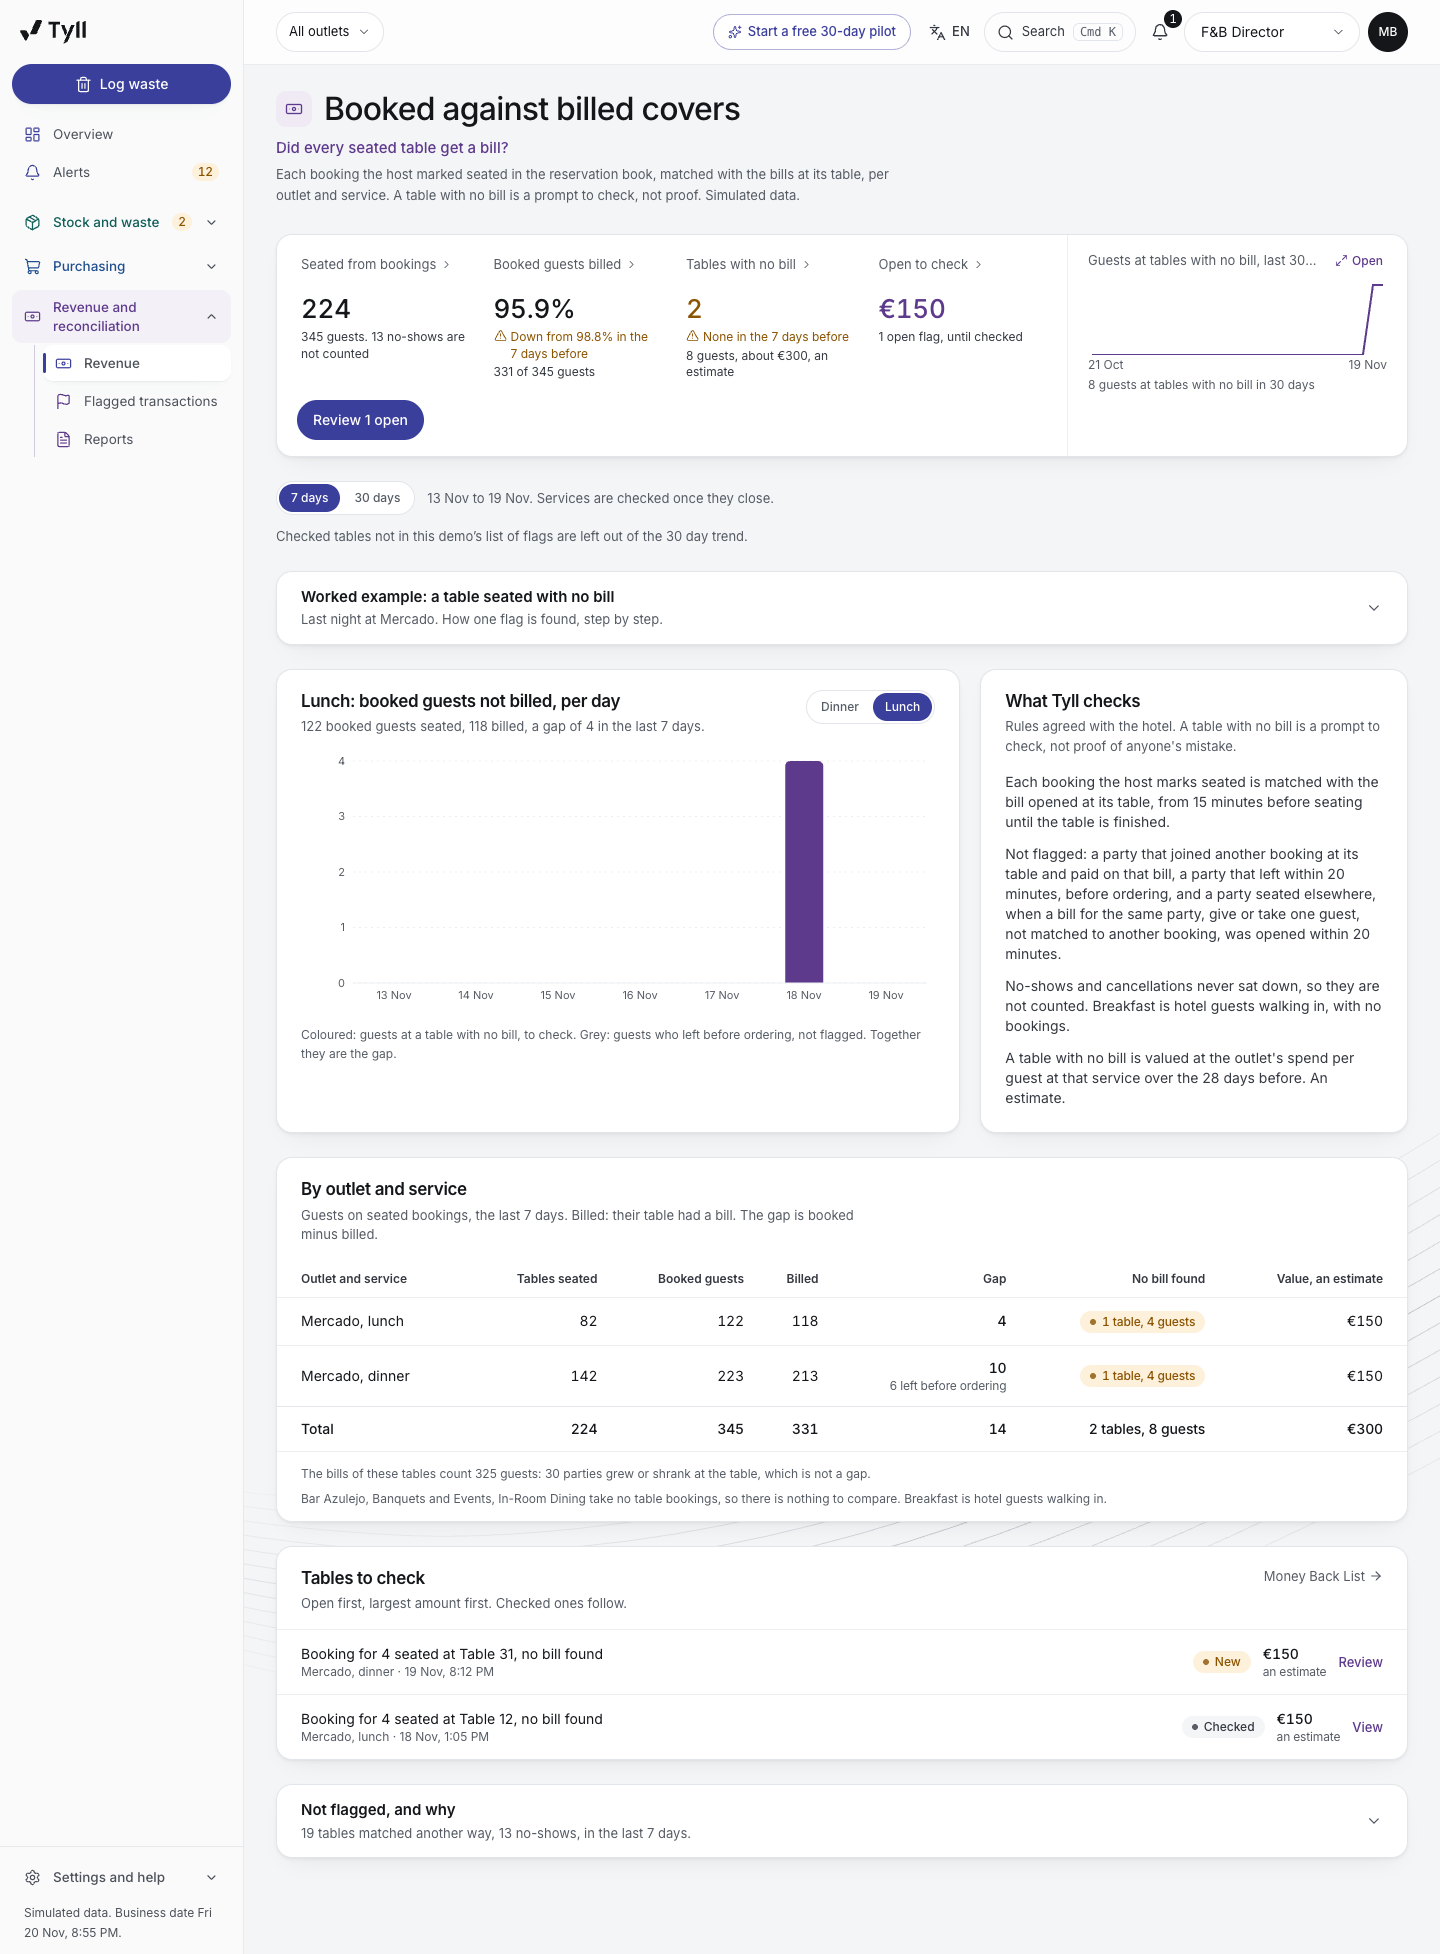 Tyll
Log waste
Overview
Alerts
12
Stock and waste
2
Purchasing
Revenue and
reconciliation
Revenue
Flagged transactions
Reports
Settings and help
Simulated data. Business date Fri
20 Nov, 8:55 PM.
All outlets
Start a free 30-day pilot
EN
Search
Cmd K
1
F&B Director
MB
Booked against billed covers
Did every seated table get a bill?
Each booking the host marked seated in the reservation book, matched with the bills at its table, per
outlet and service. A table with no bill is a prompt to check, not proof. Simulated data.
Seated from bookings
224
345 guests. 13 no-shows are
not counted
Booked guests billed
95.9%
Down from 98.8% in the
7 days before
331 of 345 guests
Tables with no bill
2
None in the 7 days before
8 guests, about €300, an
estimate
Open to check
€150
1 open flag, until checked
Review 1 open
Guests at tables with no bill, last 30...
Open
21 Oct
19 Nov
8 guests at tables with no bill in 30 days
7 days
30 days
13 Nov to 19 Nov. Services are checked once they close.
Checked tables not in this demo's list of flags are left out of the 30 day trend.
Worked example: a table seated with no bill
Last night at Mercado. How one flag is found, step by step.
Lunch: booked guests not billed, per day
122 booked guests seated, 118 billed, a gap of 4 in the last 7 days.
Dinner
Lunch
4
3
2
1
0
13 Nov
14 Nov
15 Nov
16 Nov
17 Nov
18 Nov
19 Nov
Coloured: guests at a table with no bill, to check. Grey: guests who left before ordering, not flagged. Together
they are the gap.
What Tyll checks
Rules agreed with the hotel. A table with no bill is a prompt to
check, not proof of anyone's mistake.
Each booking the host marks seated is matched with the
bill opened at its table, from 15 minutes before seating
until the table is finished.
Not flagged: a party that joined another booking at its
table and paid on that bill, a party that left within 20
minutes, before ordering, and a party seated elsewhere,
when a bill for the same party, give or take one guest,
not matched to another booking, was opened within 20
minutes.
No-shows and cancellations never sat down, so they are
not counted. Breakfast is hotel guests walking in, with no
bookings.
A table with no bill is valued at the outlet's spend per
guest at that service over the 28 days before. An
estimate.
By outlet and service
Guests on seated bookings, the last 7 days. Billed: their table had a bill. The gap is booked
minus billed.
Outlet and service Tables seated Booked guests Billed Gap No bill found Value, an estimate
Mercado, lunch 82 122 118 4 1 table, 4 guests €150
Mercado, dinner 142 223 213 10 1 table, 4 guests €150
6 left before ordering
Total 224 345 331 14 2 tables, 8 guests €300
The bills of these tables count 325 guests: 30 parties grew or shrank at the table, which is not a gap.
Bar Azulejo, Banquets and Events, In-Room Dining take no table bookings, so there is nothing to compare. Breakfast is hotel guests walking in.
Tables to check
Money Back List
Open first, largest amount first. Checked ones follow.
Booking for 4 seated at Table 31, no bill found
Mercado, dinner · 19 Nov, 8:12 PM
New
€150
an estimate
Review
Booking for 4 seated at Table 12, no bill found
Mercado, lunch · 18 Nov, 1:05 PM
Checked
€150
an estimate
View
Not flagged, and why
19 tables matched another way, 13 no-shows, in the last 7 days.